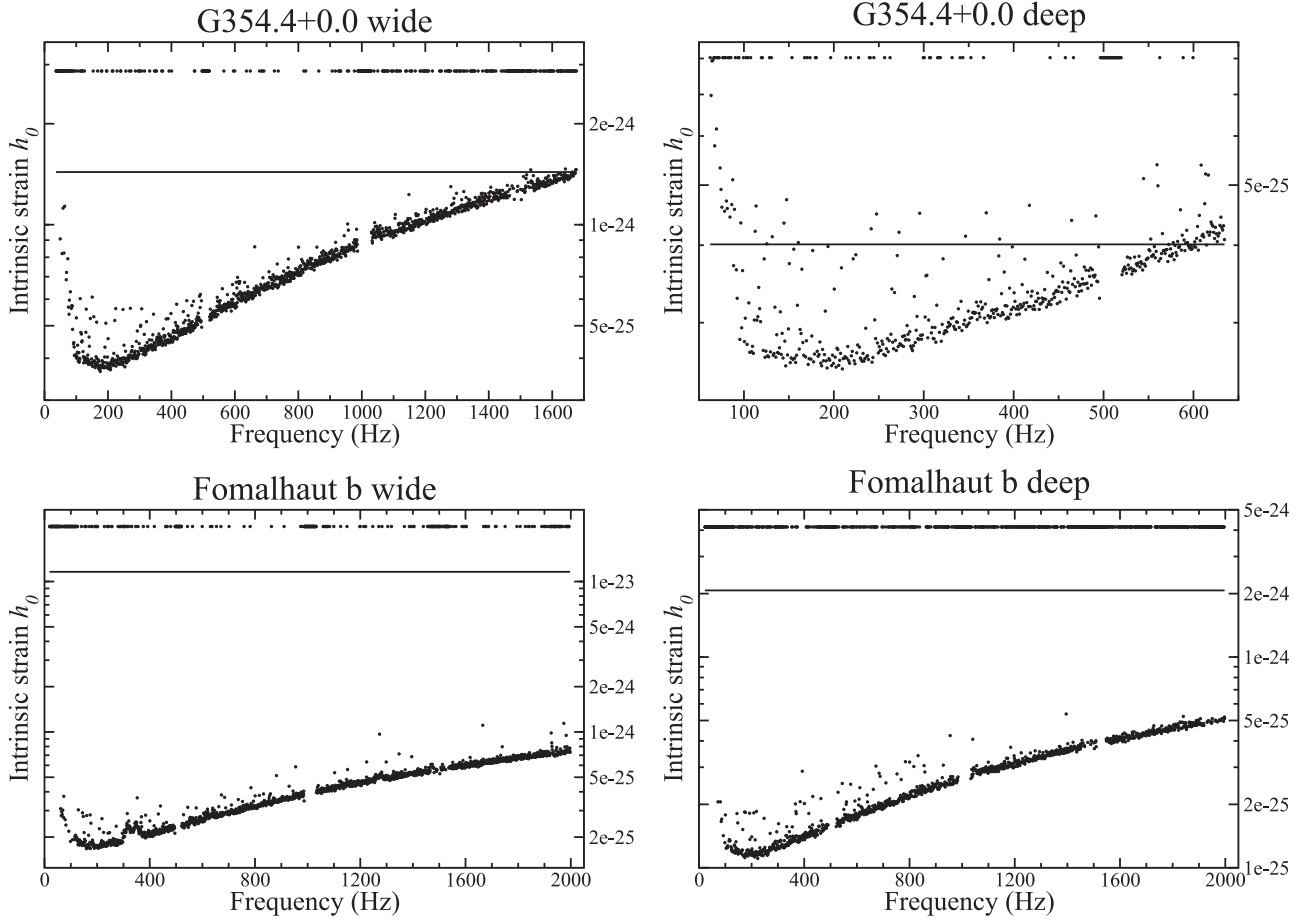 G354.4+0.0 wide
G354.4+0.0 deep
Intrinsic strain h0
2e-24
1e-24
5e-25
0 200 400 600 800 1000 1200 1400 1600
Frequency (Hz)
Intrinsic strain h0
5e-25
100 200 300 400 500 600
Frequency (Hz)
Fomalhaut b wide
Fomalhaut b deep
Intrinsic strain h0
1e-23
5e-24
2e-24
1e-24
5e-25
2e-25
0 400 800 1200 1600 2000
Frequency (Hz)
Intrinsic strain h0
5e-24
2e-24
1e-24
5e-25
2e-25
1e-25
0 400 800 1200 1600 2000
Frequency (Hz)